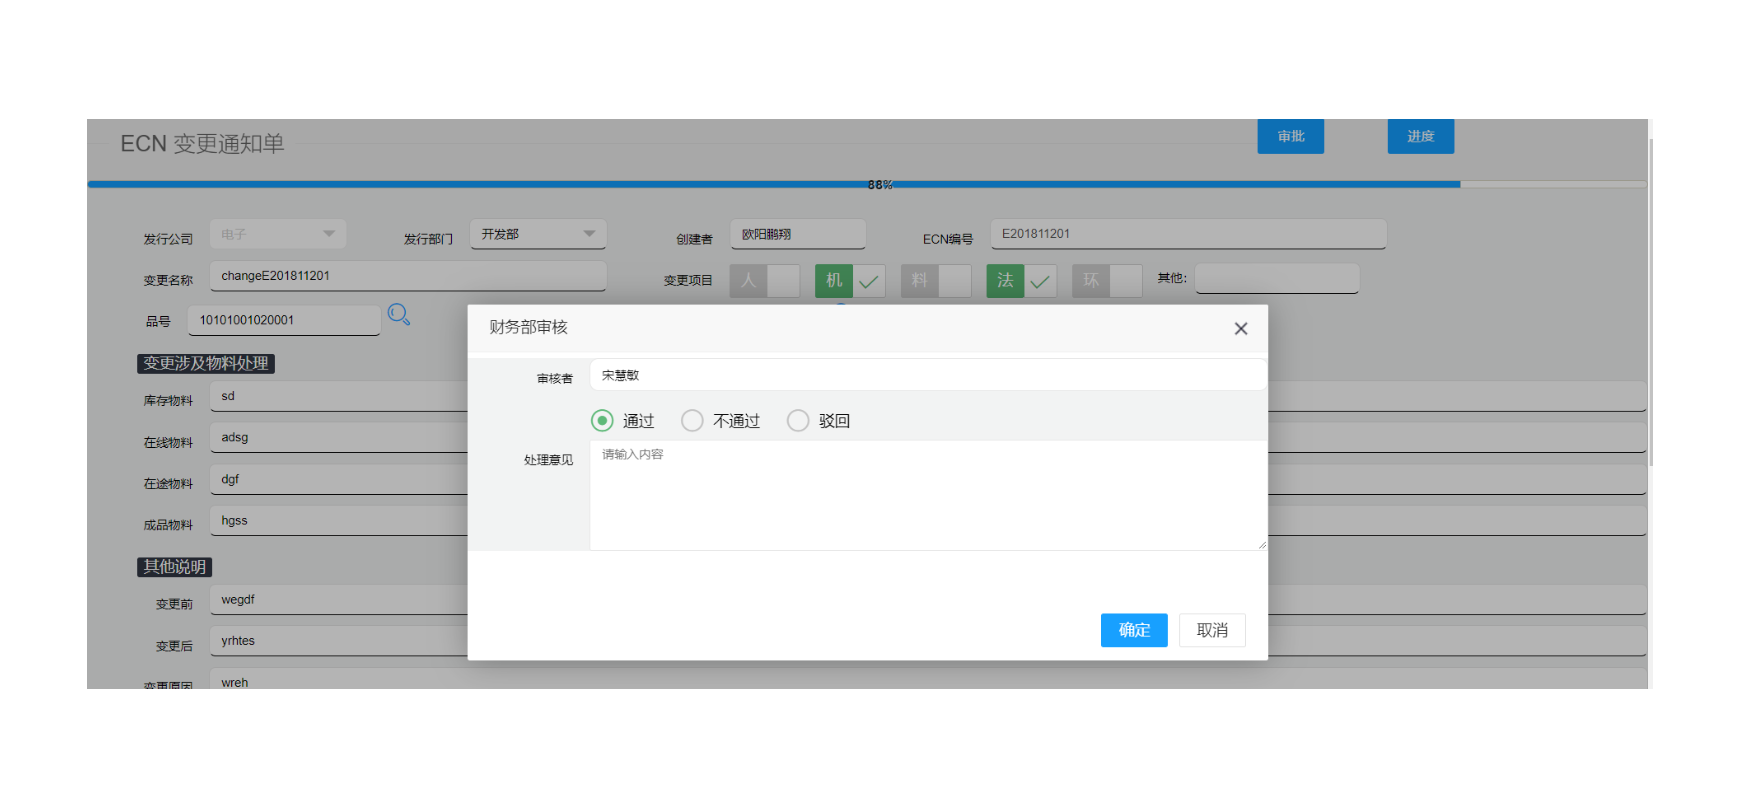 ECN 变更通知单
审批
进度
88%
发行公司 电子 发行部门 开发部 创建者 欧阳鹏翔 ECN编号 E201811201
变更名称 changeE201811201 变更项目 人 机 料 法 环 其他:
品号 10101001020001
财务部审核
变更涉及物料处理
审核者 宋慧敏
库存物料 sd
通过 不通过 驳回
在线物料 adsg
处理意见 请输入内容
在途物料 dgf
成品物料 hgss
其他说明
变更前 wegdf
确定 取消
变更后 yrhtes
变更原因 wreh